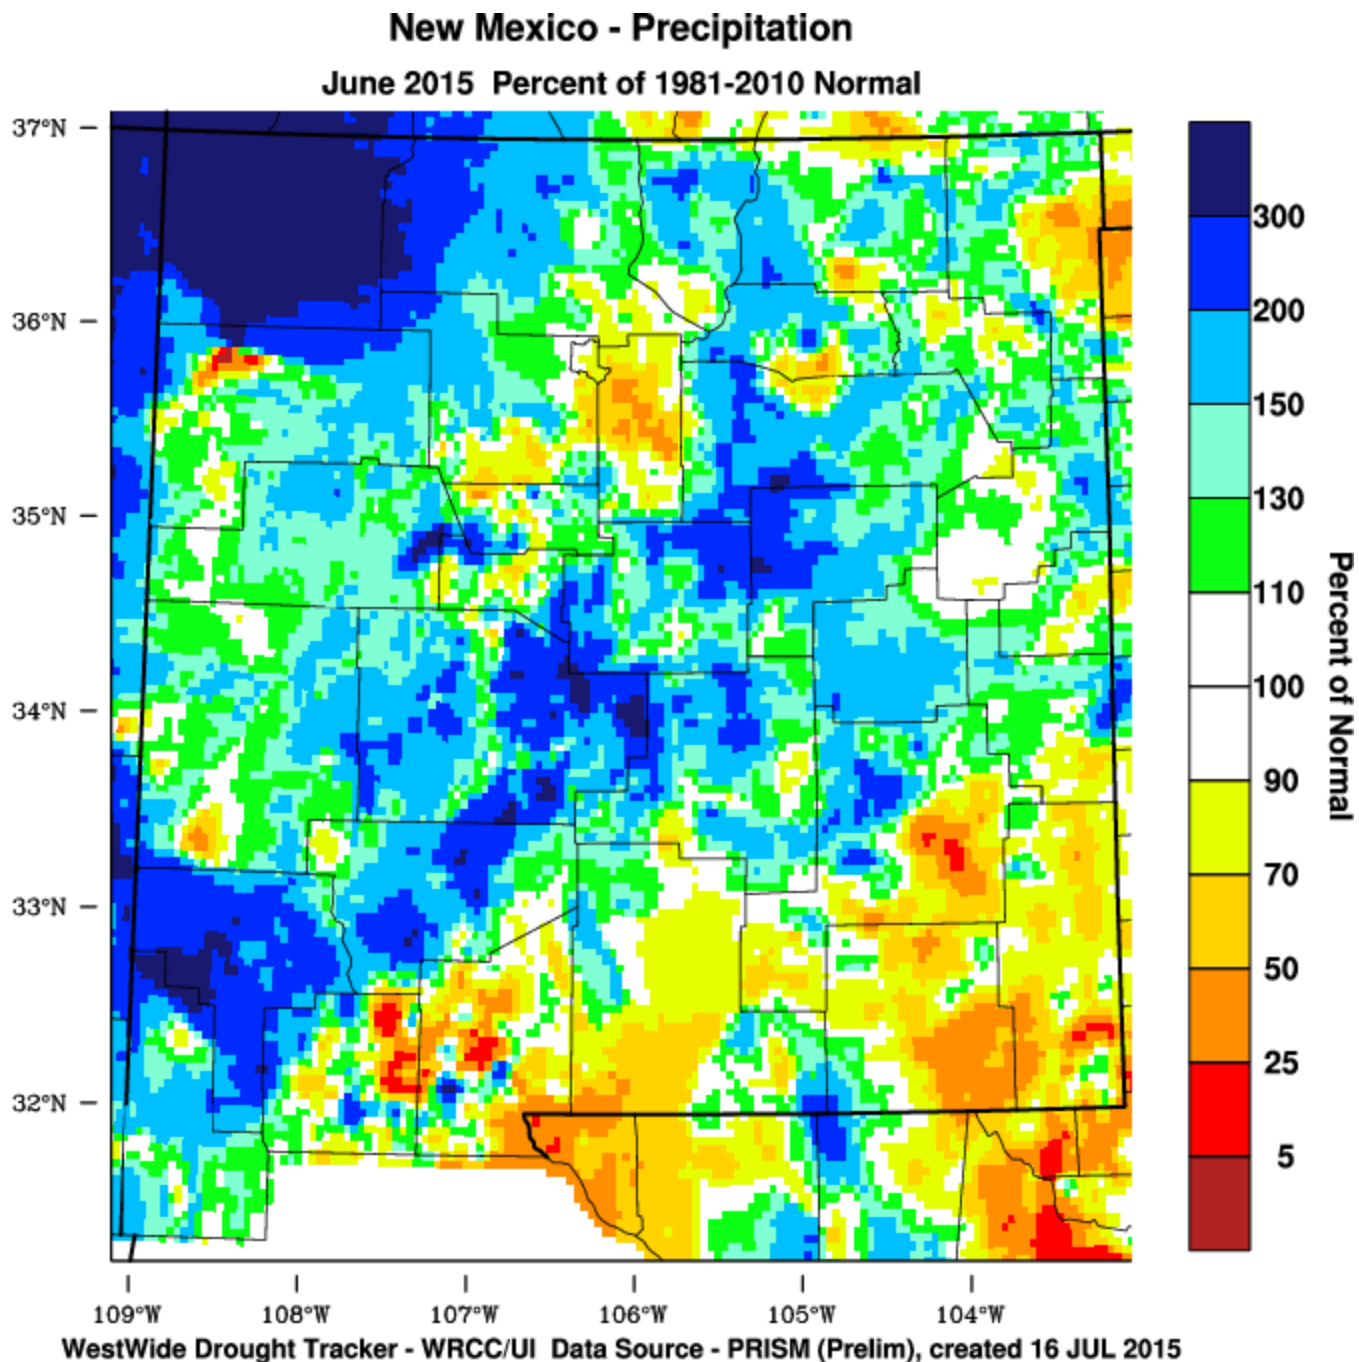 New Mexico - Precipitation
June 2015 Percent of 1981-2010 Normal
37°N
36°N
35°N
34°N
33°N
32°N
109°W
108°W
107°W
106°W
105°W
104°W
300
200
150
130
110
100
90
70
50
25
5
Percent of Normal
WestWide Drought Tracker - WRCC/UI Data Source - PRISM (Prelim), created 16 JUL 2015